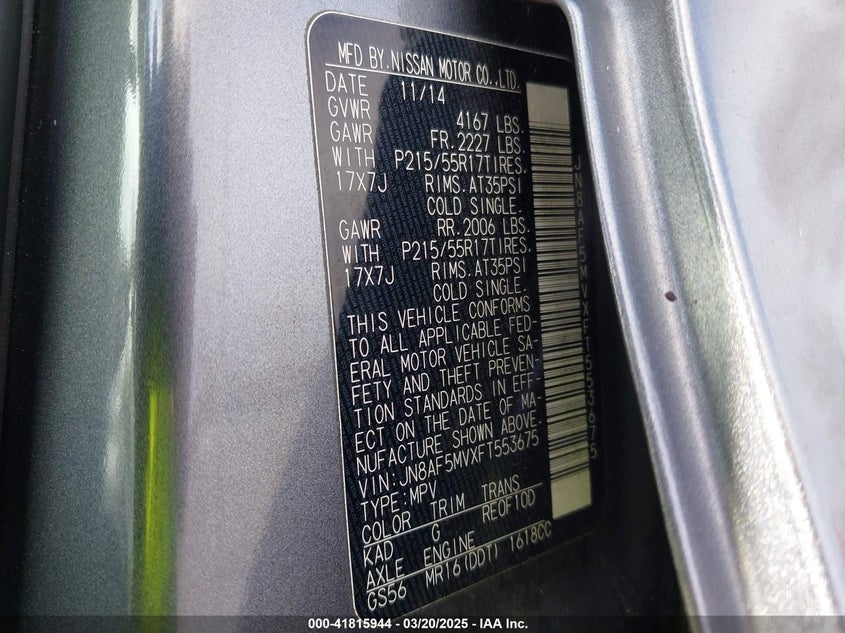 MFD BY.NISSAN MOTOR CO.,LTD.
DATE 11/14
GVWR 4167 LBS.
GAWR FR.2227 LBS.
WITH P215/55R17TIRES.
17X7J RIMS.AT35PSI
COLD SINGLE.
GAWR RR.2006 LBS.
WITH P215/55R17TIRES.
17X7J RIMS.AT35PSI
COLD SINGLE.
THIS VEHICLE CONFORMS
TO ALL APPLICABLE FED-
ERAL MOTOR VEHICLE SA-
FETY AND THEFT PREVEN-
TION STANDARDS IN EFF-
ECT ON THE DATE OF MA-
NUFACTURE SHOWN ABOVE.
VIN:JN8AF5MVXFT553675
TYPE:MPV
COLOR TRIM TRANS
KAD G RE0F10D
AXLE ENGINE
GS56 MR16(DDT) 1618CC
JN8AF5MVXFT553675
000-41815944 — 03/20/2025 — IAA Inc.